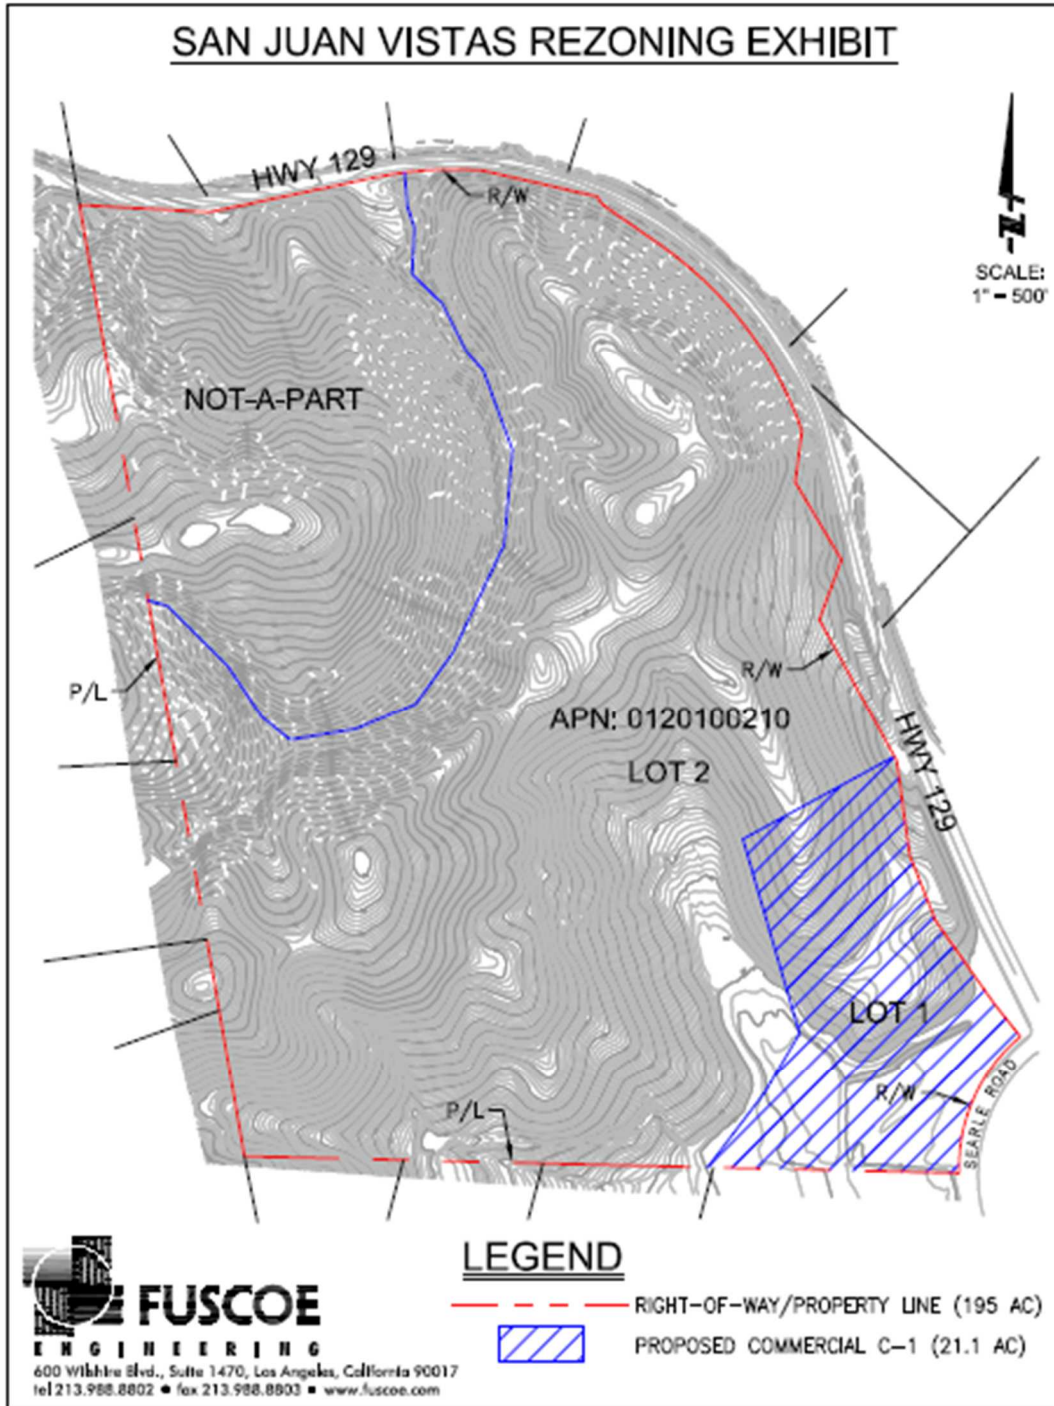 SAN JUAN VISTAS REZONING EXHIBIT
HWY 129
R/W
SCALE:
1" = 500'
NOT-A-PART
P/L
R/W
APN: 0120100210
LOT 2
HWY 129
LOT 1
R/W
SEARLE ROAD
P/L
LEGEND
RIGHT-OF-WAY/PROPERTY LINE (195 AC)
PROPOSED COMMERCIAL C-1 (21.1 AC)
FUSCOE
ENGINEERING
600 Wilshire Blvd., Suite 1470, Los Angeles, California 90017
tel 213.988.8802 ● fax 213.988.8803 ■ www.fuscoe.com